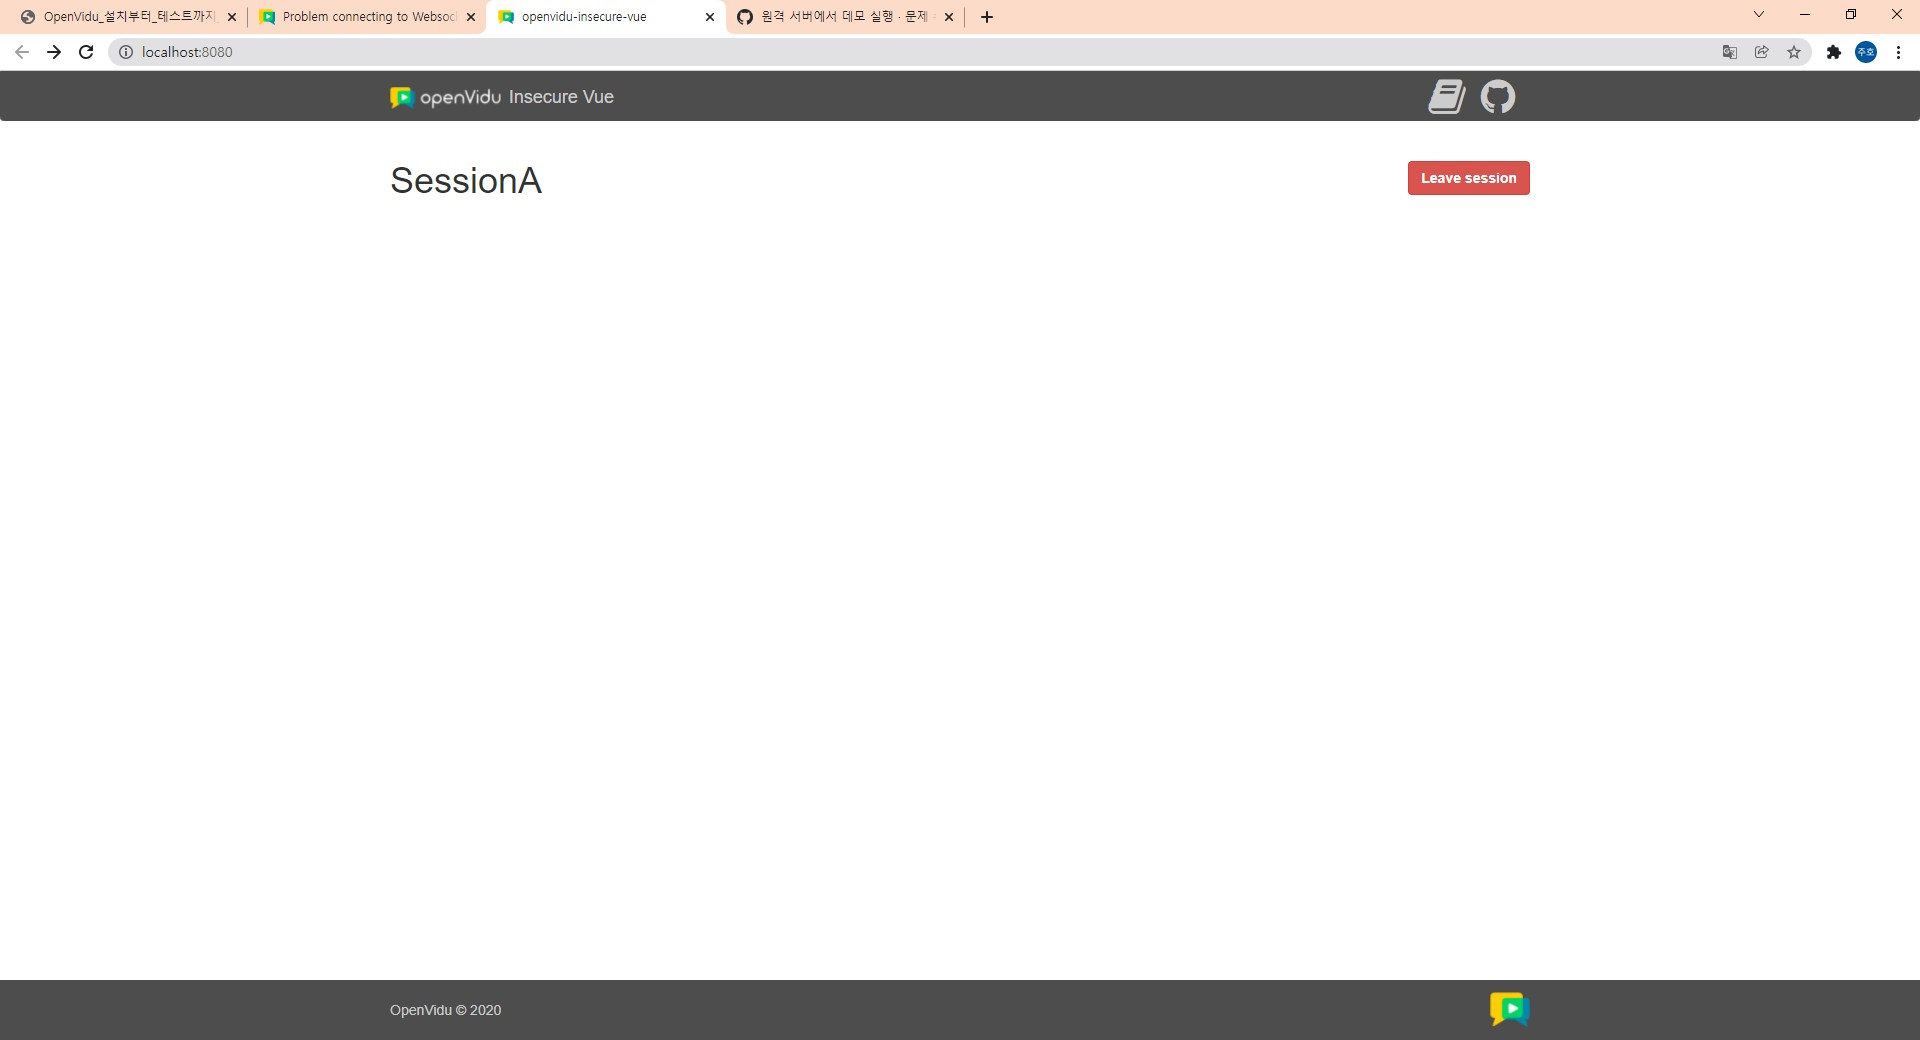 OpenVidu_설치부터_테스트까지
Problem connecting to Websoc
openvidu-insecure-vue
원격 서버에서 데모 실행 · 문제
localhost:8080
주호
openVidu Insecure Vue
SessionA
Leave session
OpenVidu © 2020